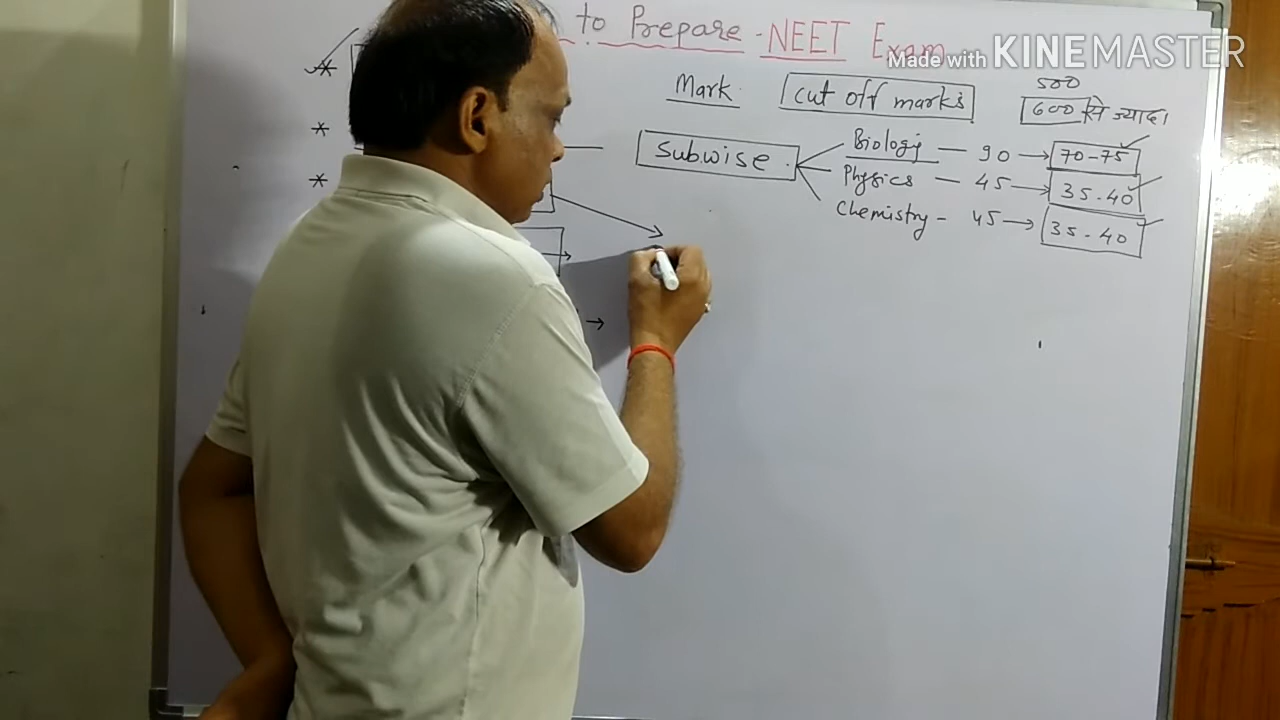 to Prepare - NEET Exam
Made with KINEMASTER
Mark cut off marks 500
600 से ज्यादा।
Subwise Biology - 90 → 70-75
Physics - 45 → 35-40
Chemistry - 45 → 35-40